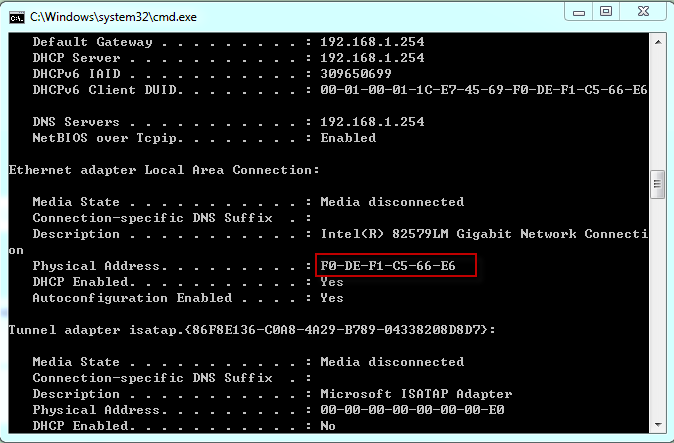 C:\Windows\system32\cmd.exe
Default Gateway . . . . . . . . . : 192.168.1.254
DHCP Server . . . . . . . . . . . : 192.168.1.254
DHCPv6 IAID . . . . . . . . . . . : 309650699
DHCPv6 Client DUID. . . . . . . . : 00-01-00-01-1C-E7-45-69-F0-DE-F1-C5-66-E6
DNS Servers . . . . . . . . . . . : 192.168.1.254
NetBIOS over Tcpip. . . . . . . . : Enabled
Ethernet adapter Local Area Connection:
Media State . . . . . . . . . . . : Media disconnected
Connection-specific DNS Suffix  . :
Description . . . . . . . . . . . : Intel(R) 82579LM Gigabit Network Connecti
on
Physical Address. . . . . . . . . : F0-DE-F1-C5-66-E6
DHCP Enabled. . . . . . . . . . . : Yes
Autoconfiguration Enabled . . . . : Yes
Tunnel adapter isatap.{86F8E136-C0A8-4A29-B789-04338208D8D7}:
Media State . . . . . . . . . . . : Media disconnected
Connection-specific DNS Suffix  . :
Description . . . . . . . . . . . : Microsoft ISATAP Adapter
Physical Address. . . . . . . . . : 00-00-00-00-00-00-00-E0
DHCP Enabled. . . . . . . . . . . : No